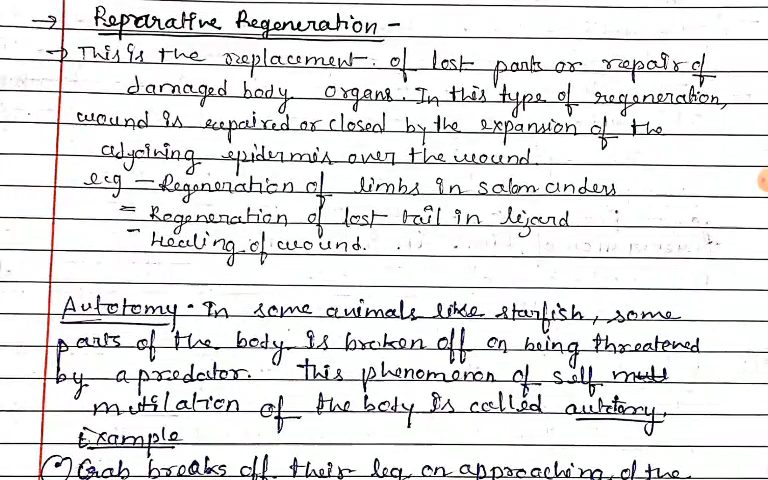 → Reparative Regeneration -
→ This is the replacement. of lost parts or repair of
damaged body organs. In this type of regeneration,
wound is repaired or closed by the expansion of the
adjoining epidermis over the wound.
eg - Regeneration of limbs in salamanders
= Regeneration of lost tail in lizard
- Healing of wound.
Autotomy - In some animals like starfish, some
parts of the body is broken off on being threatened
by a predator. This phenomenon of self
mutilation of the body is called autotomy.
Example
Crab breaks off their leg on approaching of the